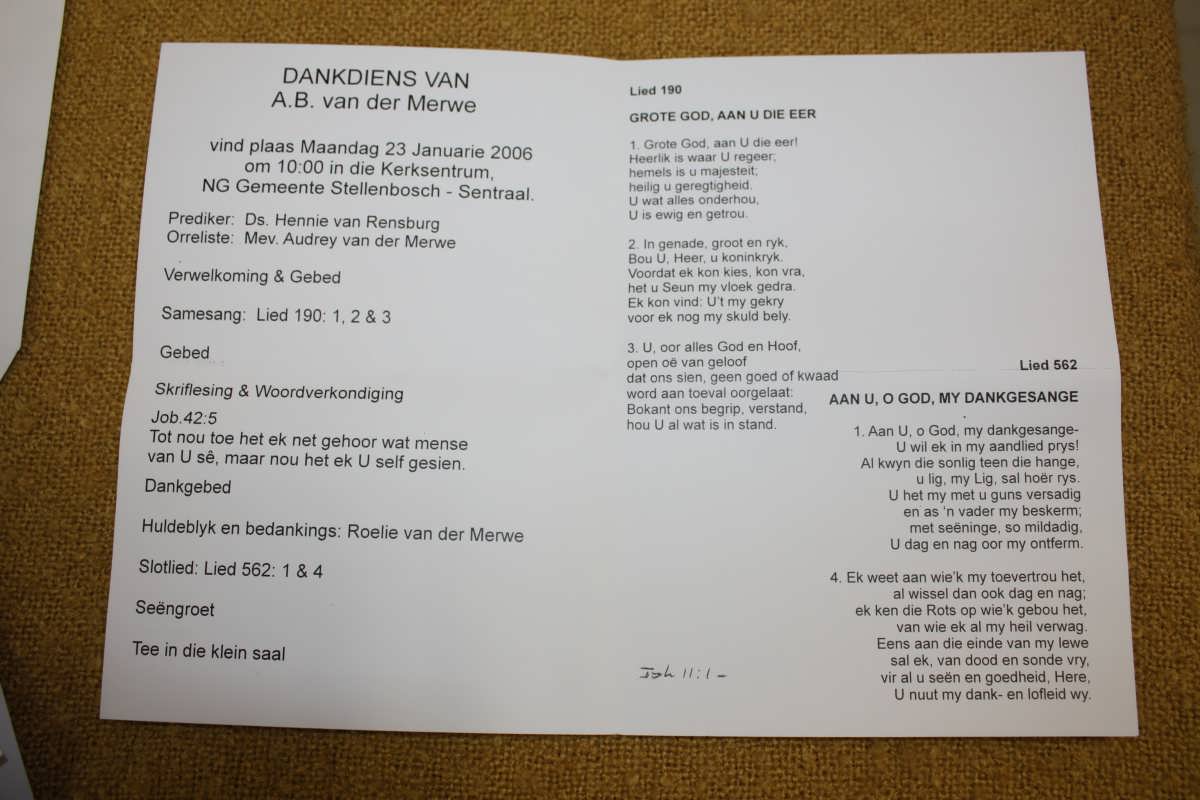 DANKDIENS VAN
A.B. van der Merwe
vind plaas Maandag 23 Januarie 2006
om 10:00 in die Kerksentrum,
NG Gemeente Stellenbosch - Sentraal.
Prediker: Ds. Hennie van Rensburg
Orreliste: Mev. Audrey van der Merwe
Verwelkoming & Gebed
Samesang: Lied 190: 1, 2 & 3
Gebed
Skriflesing & Woordverkondiging
Job.42:5
Tot nou toe het ek net gehoor wat mense
van U sê, maar nou het ek U self gesien.
Dankgebed
Huldeblyk en bedankings: Roelie van der Merwe
Slotlied: Lied 562: 1 & 4
Seëngroet
Tee in die klein saal
Lied 190
GROTE GOD, AAN U DIE EER
1. Grote God, aan U die eer!
Heerlik is waar U regeer;
hemels is u majesteit;
heilig u geregtigheid.
U wat alles onderhou,
U is ewig en getrou.
2. In genade, groot en ryk,
Bou U, Heer, u koninkryk.
Voordat ek kon kies, kon vra,
het u Seun my vloek gedra.
Ek kon vind: U't my gekry
voor ek nog my skuld bely.
3. U, oor alles God en Hoof,
open oë van geloof
dat ons sien, geen goed of kwaad
word aan toeval oorgelaat:
Bokant ons begrip, verstand,
hou U al wat is in stand.
Lied 562
AAN U, O GOD, MY DANKGESANGE
1. Aan U, o God, my dankgesange-
U wil ek in my aandlied prys!
Al kwyn die sonlig teen die hange,
u lig, my Lig, sal hoër rys.
U het my met u guns versadig
en as 'n vader my beskerm;
met seëninge, so mildadig,
U dag en nag oor my ontferm.
4. Ek weet aan wie'k my toevertrou het,
al wissel dan ook dag en nag;
ek ken die Rots op wie'k gebou het,
van wie ek al my heil verwag.
Eens aan die einde van my lewe
sal ek, van dood en sonde vry,
vir al u seën en goedheid, Here,
U nuut my dank- en lofleid wy.
Joh 11:1 -